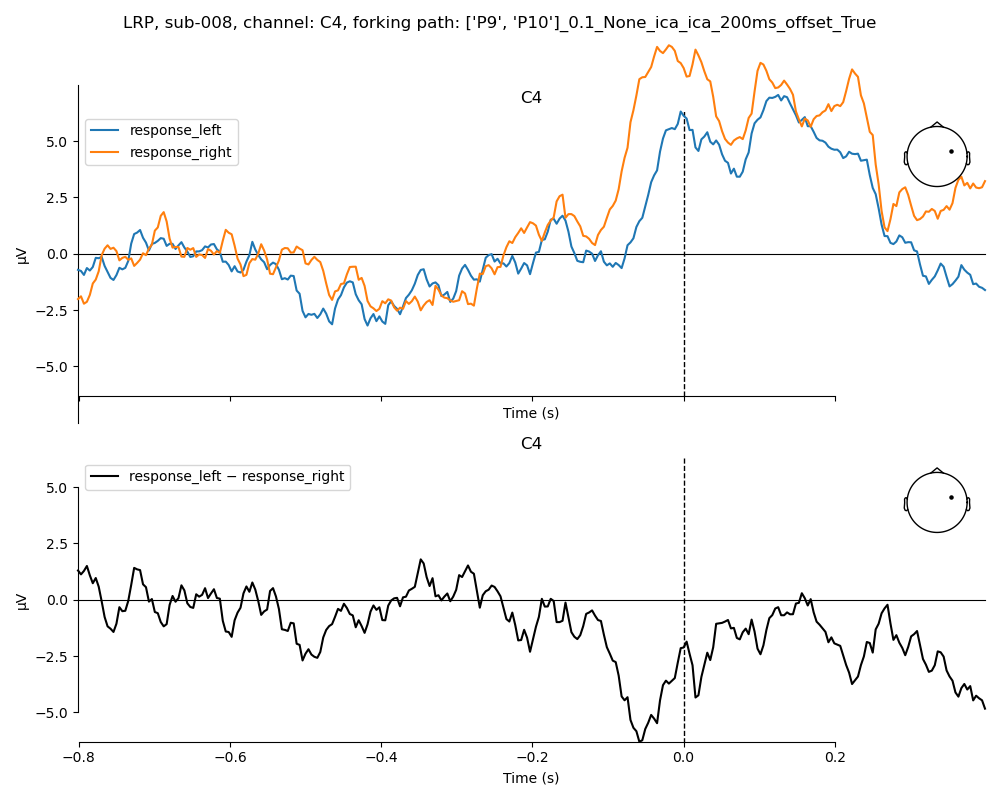 LRP, sub-008, channel: C4, forking path: ['P9', 'P10']_0.1_None_ica_ica_200ms_offset_True
C4
response_left
response_right
5.0
2.5
0.0
−2.5
−5.0
µV
Time (s)
C4
response_left − response_right
5.0
2.5
0.0
−2.5
−5.0
µV
−0.8
−0.6
−0.4
−0.2
0.0
0.2
Time (s)